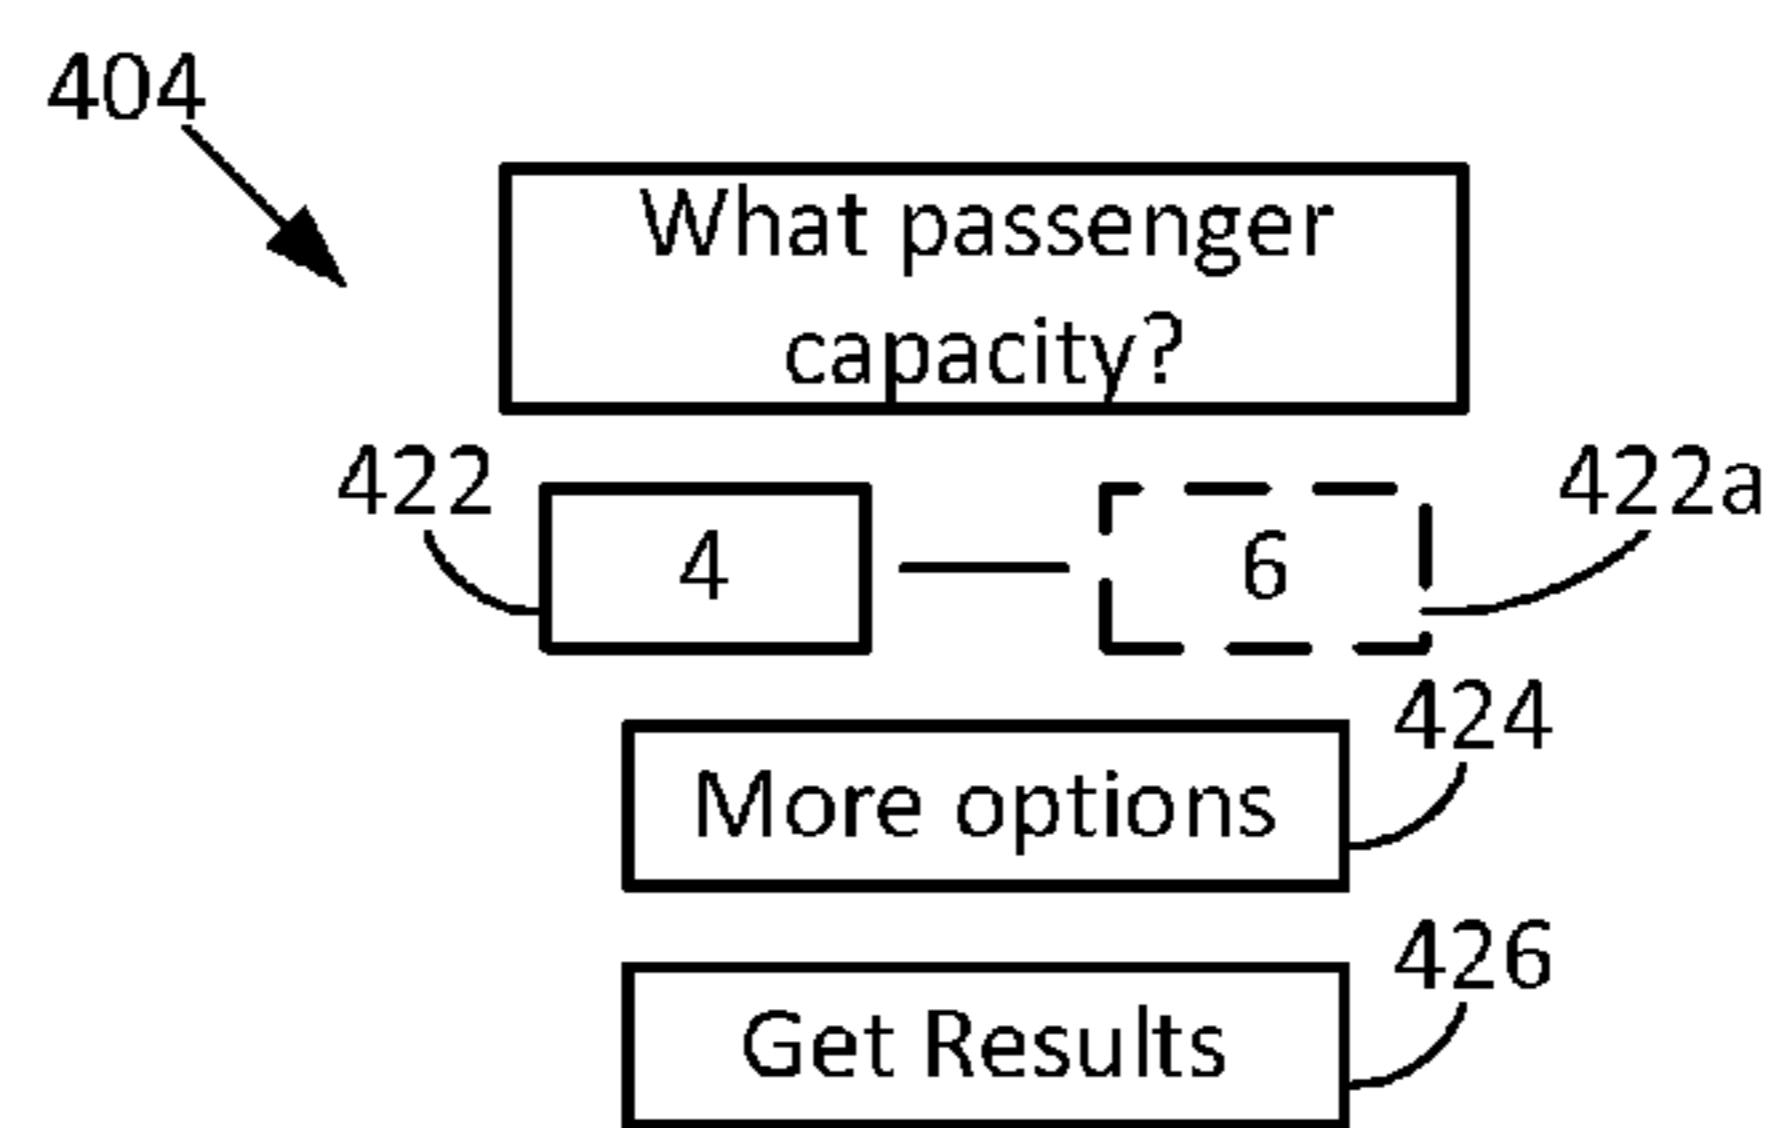 404
What passenger
capacity?
422 4 — 6 422a
More options 424
Get Results 426